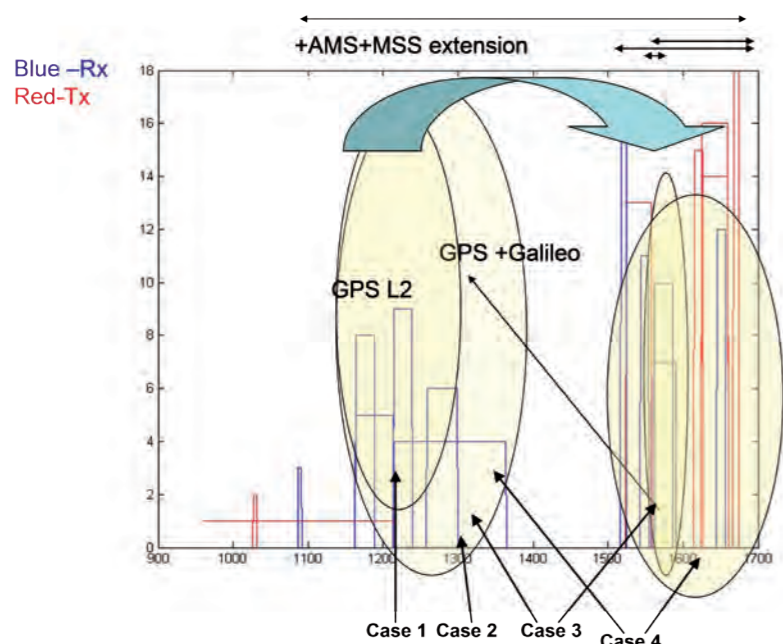 +AMS+MSS extension
Blue –Rx
Red-Tx
18
16
14
12
10
8
6
4
2
0
GPS +Galileo
GPS L2
900 1000 1100 1200 1300 1400 1500 1600 1700
Case 1 Case 2 Case 3 Case 4